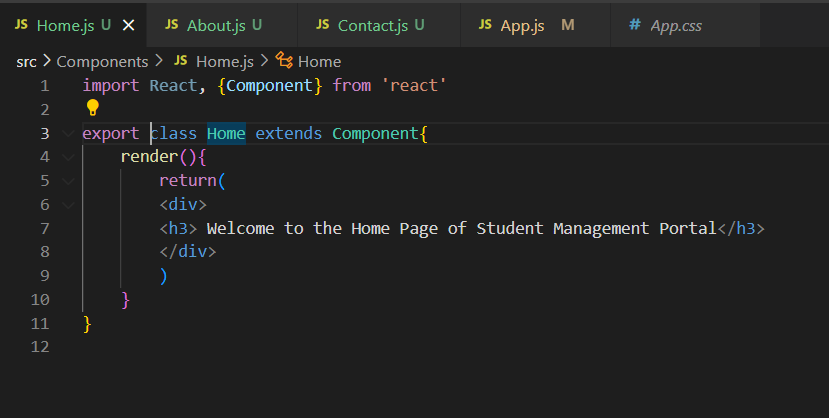 JS Home.js U × JS About.js U JS Contact.js U JS App.js M # App.css
src > Components > JS Home.js > Home
1 import React, {Component} from 'react'
2
3 export class Home extends Component{
4 render(){
5 return(
6 <div>
7 <h3> Welcome to the Home Page of Student Management Portal</h3>
8 </div>
9 )
10 }
11 }
12